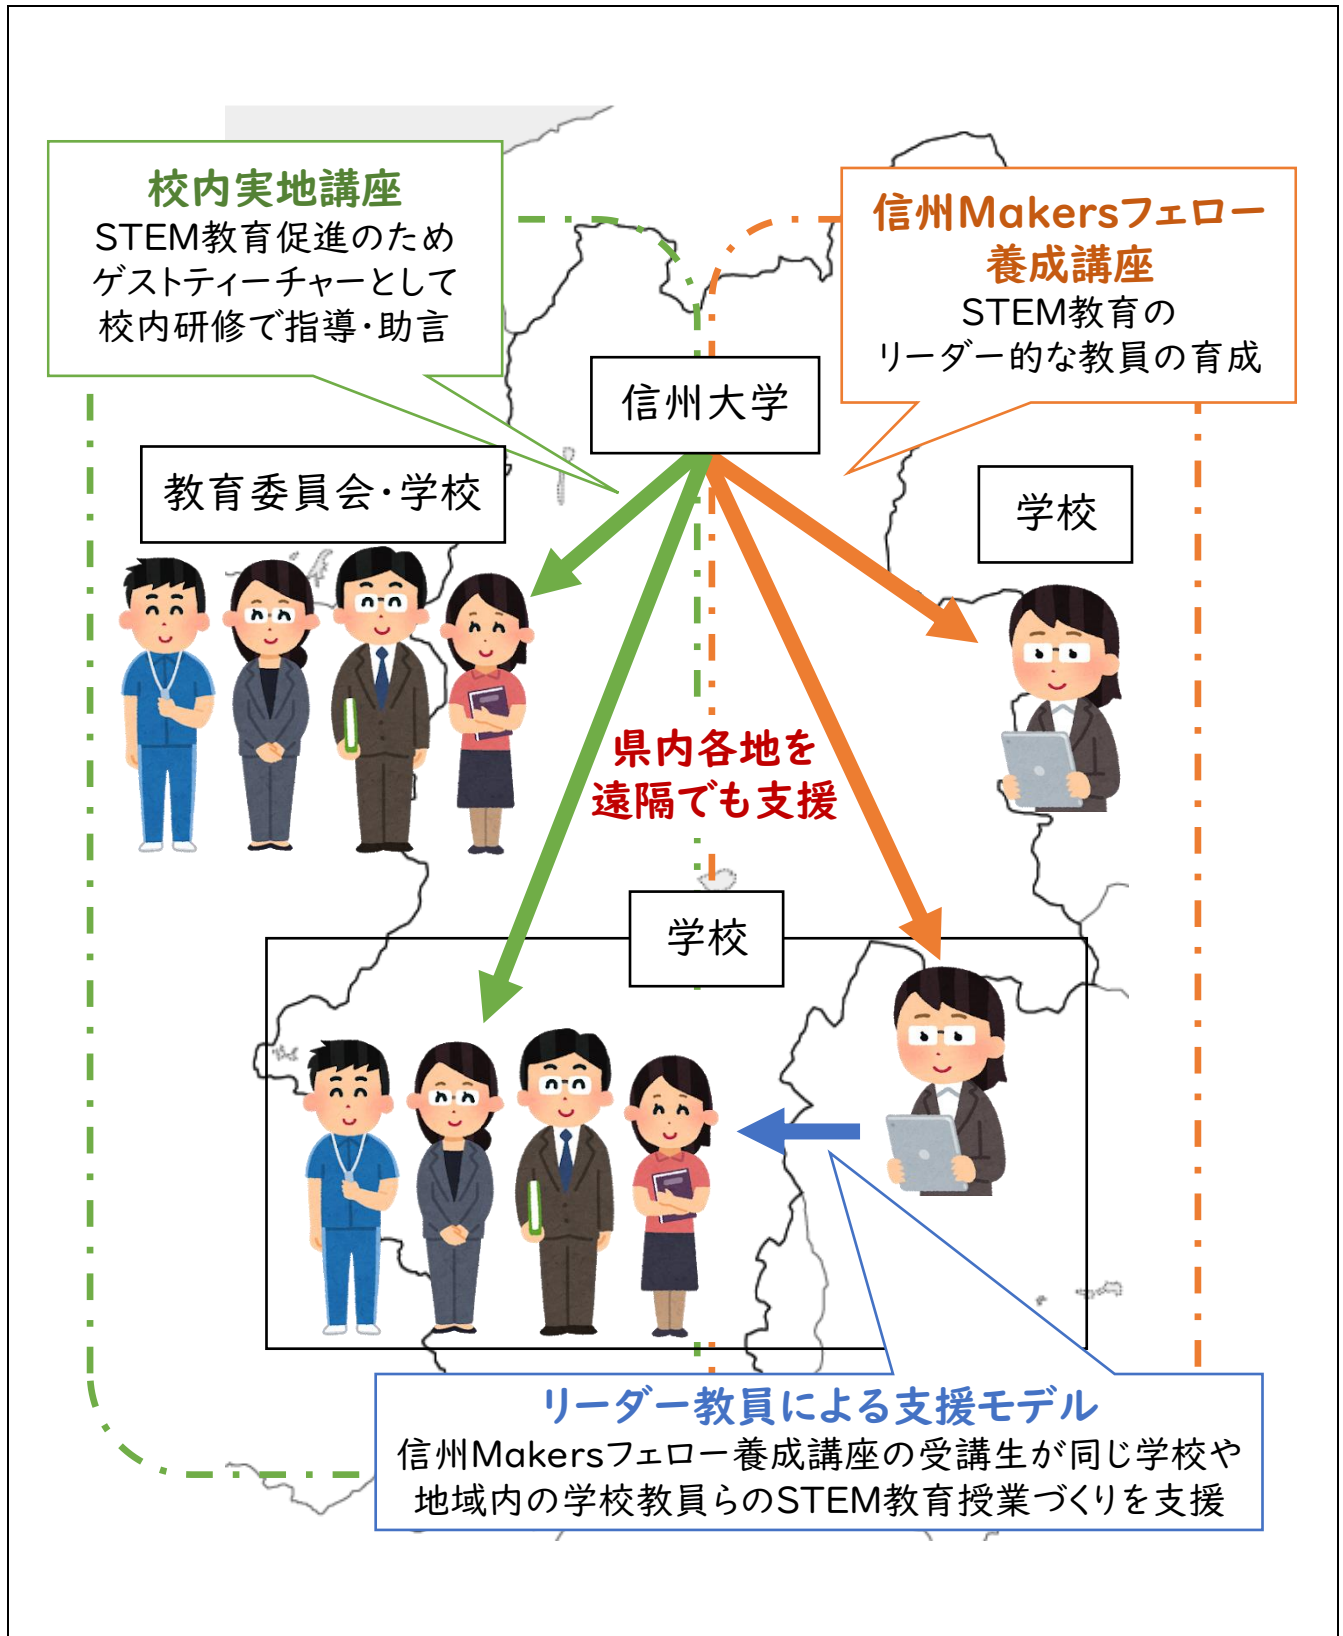 校内実地講座
STEM教育促進のため
ゲストティーチャーとして
校内研修で指導・助言
信州Makersフェロー
養成講座
STEM教育の
リーダー的な教員の育成
信州大学
教育委員会・学校
学校
県内各地を
遠隔でも支援
学校
リーダー教員による支援モデル
信州Makersフェロー養成講座の受講生が同じ学校や
地域内の学校教員らのSTEM教育授業づくりを支援